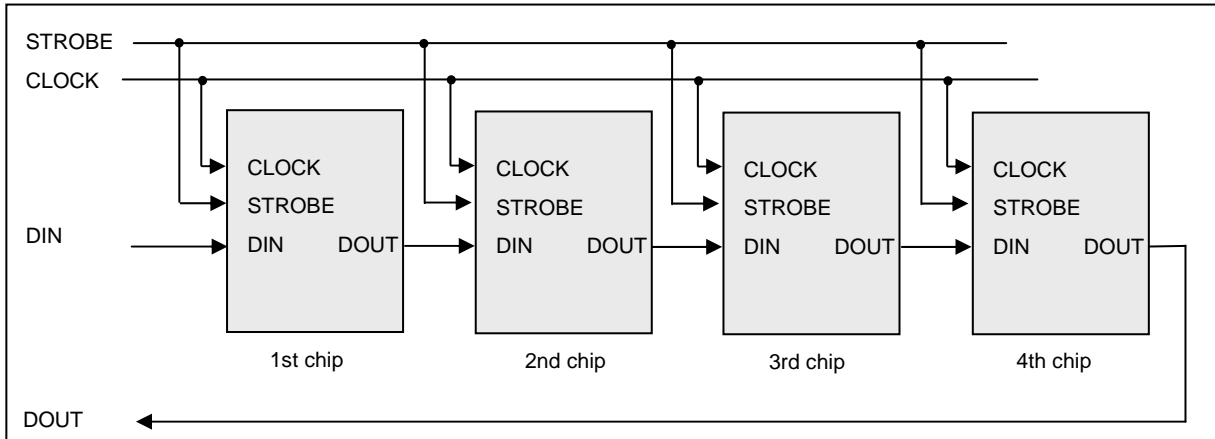 STROBE
CLOCK
CLOCK CLOCK CLOCK CLOCK
STROBE STROBE STROBE STROBE
DIN DIN DOUT DIN DOUT DIN DOUT DIN DOUT
1st chip 2nd chip 3rd chip 4th chip
DOUT